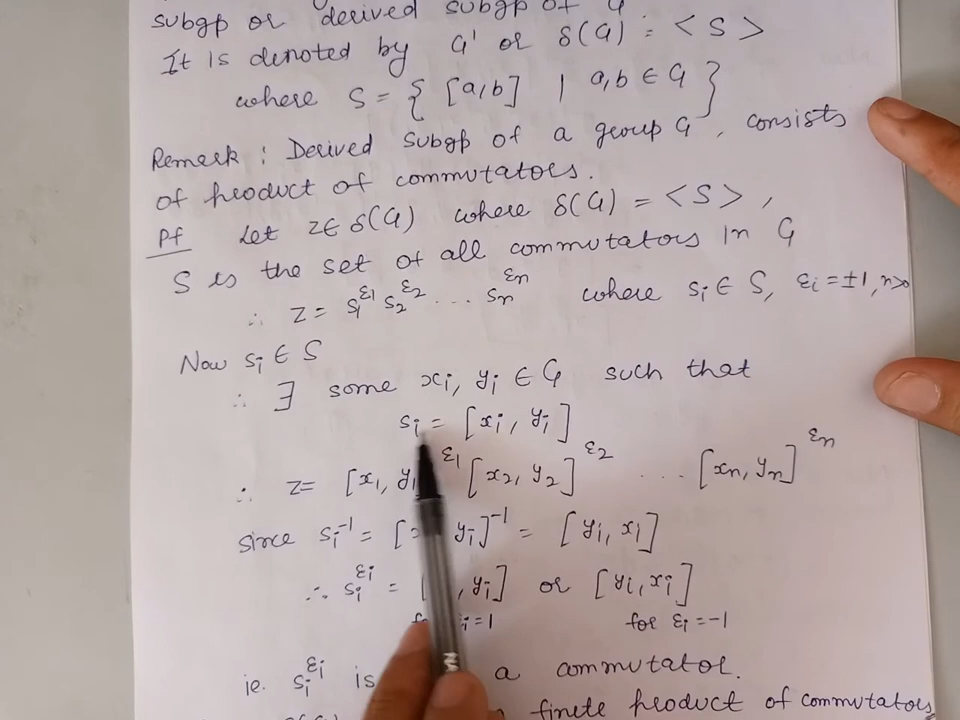 subgp or derived subgp of G
It is denoted by G' or δ(G) = <S>
where S = { [a,b] | a,b ∈ G }
Remark : Derived subgp of a group G, consists
of product of commutators.
Pf Let z ∈ δ(G) where δ(G) = <S>,
S is the set of all commutators in G
∴ z = s₁^ε₁ s₂^ε₂ ... sₙ^εₙ where sᵢ ∈ S, εᵢ = ±1, n>0
Now sᵢ ∈ S
∴ ∃ some xᵢ, yᵢ ∈ G such that
sᵢ = [xᵢ, yᵢ]
∴ z = [x₁, y₁]^ε₁ [x₂, y₂]^ε₂ ... [xₙ, yₙ]^εₙ
since sᵢ⁻¹ = [x yᵢ]⁻¹ = [yᵢ, xᵢ]
∴ sᵢ^εᵢ = [ , yᵢ] or [yᵢ, xᵢ]
i = 1 for εᵢ = -1
ie. sᵢ^εᵢ is a commutator.
finite product of commutators